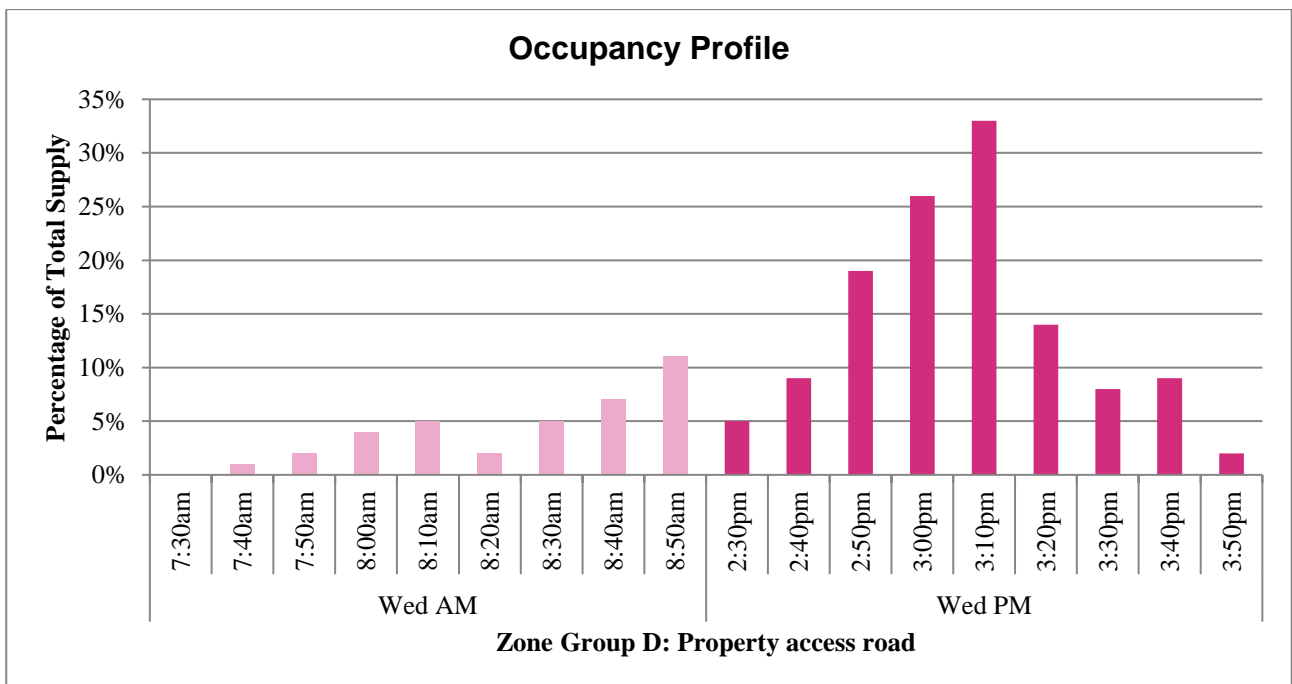 Occupancy Profile
Percentage of Total Supply
35%
30%
25%
20%
15%
10%
5%
0%
7:30am
7:40am
7:50am
8:00am
8:10am
8:20am
8:30am
8:40am
8:50am
2:30pm
2:40pm
2:50pm
3:00pm
3:10pm
3:20pm
3:30pm
3:40pm
3:50pm
Wed AM
Wed PM
Zone Group D: Property access road